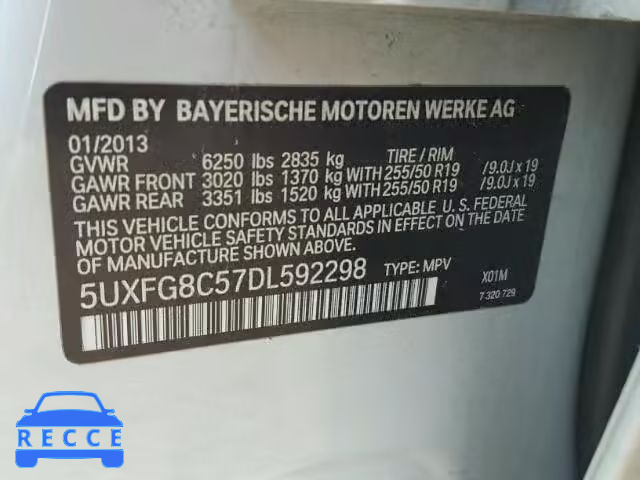 MFD BY BAYERISCHE MOTOREN WERKE AG
01/2013
GVWR 6250 lbs 2835 kg TIRE / RIM
GAWR FRONT 3020 lbs 1370 kg WITH 255/50 R19 /9.0J x 19
GAWR REAR 3351 lbs 1520 kg WITH 255/50 R19 /9.0J x 19
THIS VEHICLE CONFORMS TO ALL APPLICABLE U. S. FEDERAL
MOTOR VEHICLE SAFETY STANDARDS IN EFFECT ON THE DATE
OF MANUFACTURE SHOWN ABOVE.
5UXFG8C57DL592298 TYPE: MPV X01M
7 320 729
RECCE